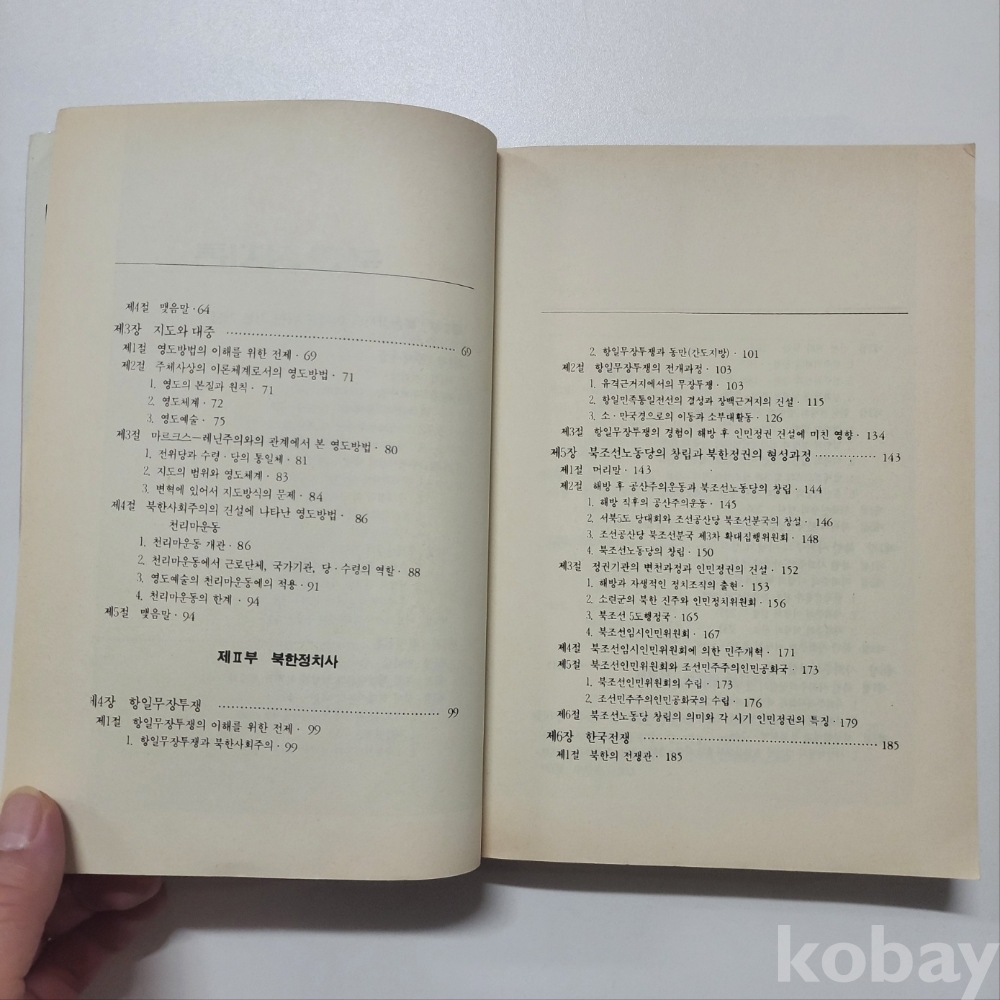 제4절 맺음말·64
제3장 지도와 대중 ........ 69
제1절 영도방법의 이해를 위한 전제·69
제2절 주체사상의 이론체계로서의 영도방법·71
1. 영도의 본질과 원칙·71
2. 영도체계·72
3. 영도예술·75
제3절 마르크스―레닌주의와의 관계에서 본 영도방법·80
1. 전위당과 수령·당의 통일체·81
2. 지도의 범위와 영도체계·83
3. 변혁에 있어서 지도방식의 문제·84
제4절 북한사회주의의 건설에 나타난 영도방법·86
천리마운동
1. 천리마운동 개관·86
2. 천리마운동에서 근로단체, 국가기관, 당·수령의 역할·88
3. 영도예술의 천리마운동에의 적용·91
4. 천리마운동의 한계·94
제5절 맺음말·94
제Ⅱ부 북한정치사
제4장 항일무장투쟁 ........ 99
제1절 항일무장투쟁의 이해를 위한 전제·99
1. 항일무장투쟁과 북한사회주의·99
2. 항일무장투쟁과 동만(간도지방)·101
제2절 항일무장투쟁의 전개과정·103
1. 유격근거지에서의 무장투쟁·103
2. 항일민족통일전선의 결성과 장백근거지의 건설·115
3. 소·만국경으로의 이동과 소부대활동·126
제3절 항일무장투쟁의 경험이 해방 후 인민정권 건설에 미친 영향·134
제5장 북조선노동당의 창립과 북한정권의 형성과정 ........ 143
제1절 머리말·143
제2절 해방 후 공산주의운동과 북조선노동당의 창립·144
1. 해방 직후의 공산주의운동·145
2. 서북5도 당대회와 조선공산당 북조선분국의 창설·146
3. 조선공산당 북조선분국 제3차 확대집행위원회·148
4. 북조선노동당의 창립·150
제3절 정권기관의 변천과정과 인민정권의 건설·152
1. 해방과 자생적인 정치조직의 출현·153
2. 소련군의 북한 진주와 인민정치위원회·156
3. 북조선 5도행정국·165
4. 북조선임시인민위원회·167
제4절 북조선임시인민위원회에 의한 민주개혁·171
제5절 북조선인민위원회와 조선민주주의인민공화국·173
1. 북조선인민위원회의 수립·173
2. 조선민주주의인민공화국의 수립·176
제6절 북조선노동당 창립의 의미와 각 시기 인민정권의 특징·179
제6장 한국전쟁 ........ 185
제1절 북한의 전쟁관·185
kobay